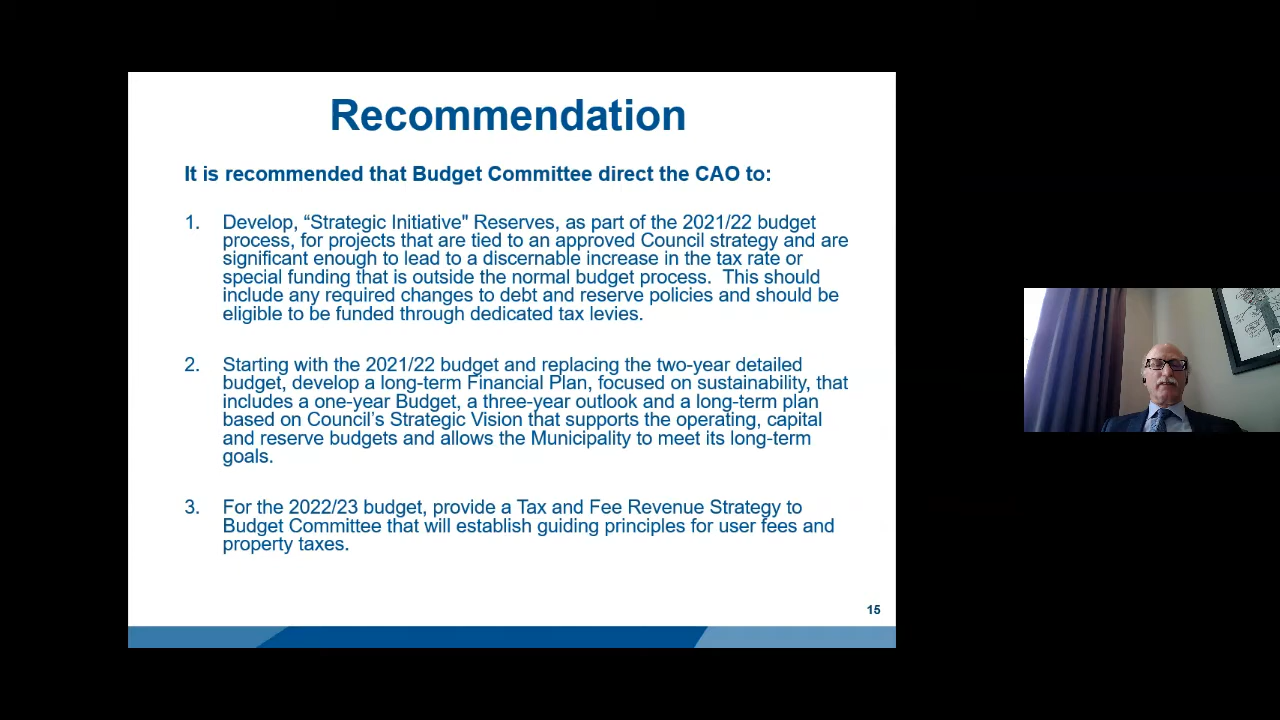 Recommendation
It is recommended that Budget Committee direct the CAO to:
1. Develop, “Strategic Initiative" Reserves, as part of the 2021/22 budget
process, for projects that are tied to an approved Council strategy and are
significant enough to lead to a discernable increase in the tax rate or
special funding that is outside the normal budget process. This should
include any required changes to debt and reserve policies and should be
eligible to be funded through dedicated tax levies.
2. Starting with the 2021/22 budget and replacing the two-year detailed
budget, develop a long-term Financial Plan, focused on sustainability, that
includes a one-year Budget, a three-year outlook and a long-term plan
based on Council’s Strategic Vision that supports the operating, capital
and reserve budgets and allows the Municipality to meet its long-term
goals.
3. For the 2022/23 budget, provide a Tax and Fee Revenue Strategy to
Budget Committee that will establish guiding principles for user fees and
property taxes.
15